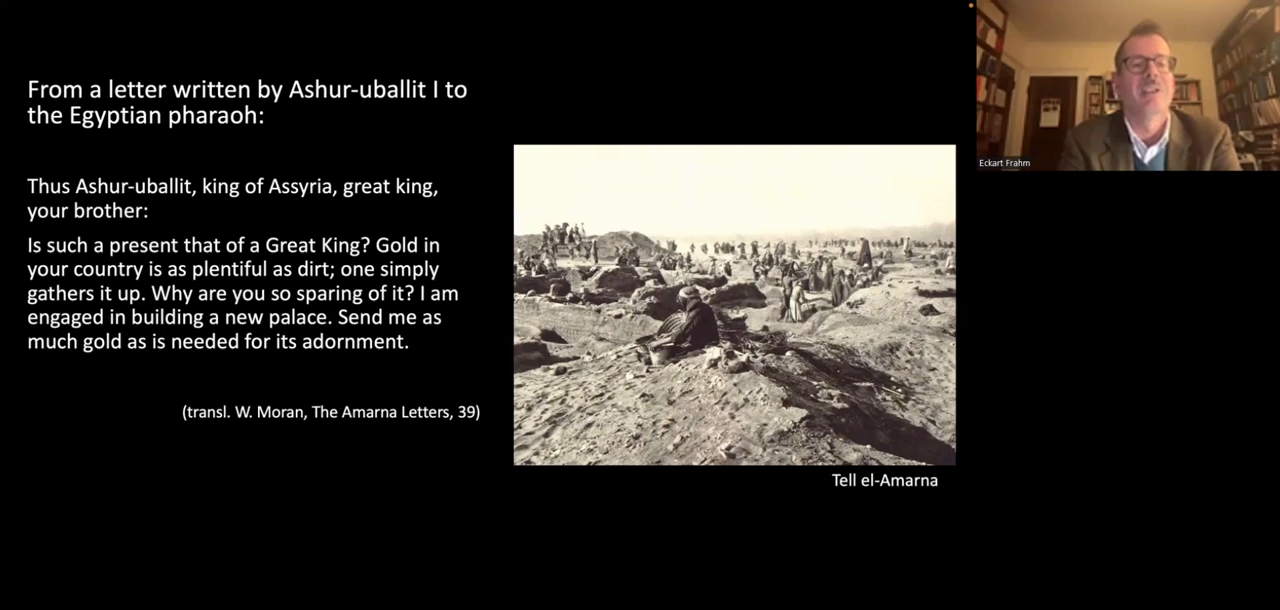 From a letter written by Ashur-uballit I to
the Egyptian pharaoh:
Thus Ashur-uballit, king of Assyria, great king,
your brother:
Is such a present that of a Great King? Gold in
your country is as plentiful as dirt; one simply
gathers it up. Why are you so sparing of it? I am
engaged in building a new palace. Send me as
much gold as is needed for its adornment.
(transl. W. Moran, The Amarna Letters, 39)
Tell el-Amarna
Eckart Frahm